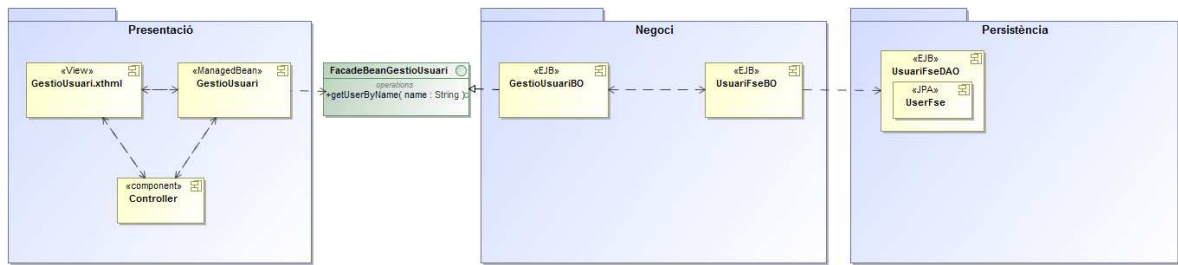 Presentació
Negoci
Persistència
«View»
GestioUsuari.xthml
«ManagedBean»
GestioUsuari
FacadeBeanGestioUsuari
operations
+getUserByName( name : String )
«EJB»
GestioUsuariBO
«EJB»
UsuariFseBO
«EJB»
UsuariFseDAO
«JPA»
UserFse
«component»
Controller